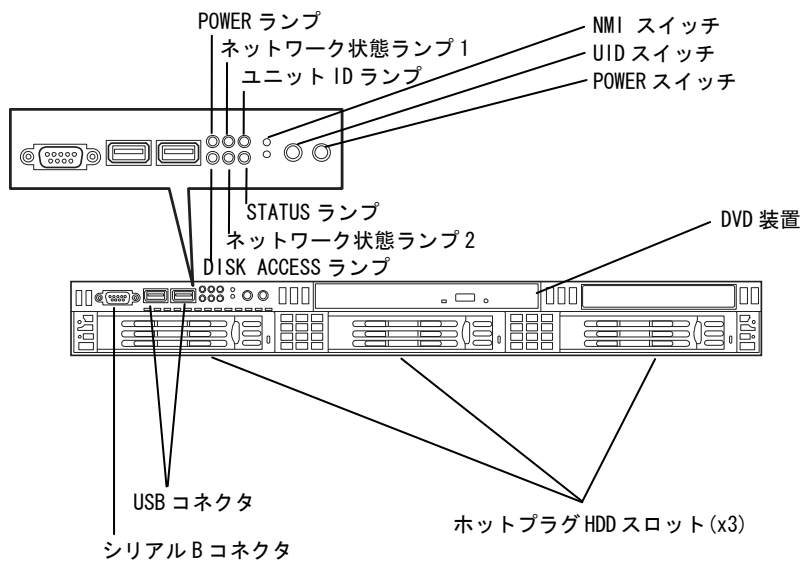 POWER ランプ
ネットワーク状態ランプ 1
ユニット ID ランプ
NMI スイッチ
UID スイッチ
POWER スイッチ
STATUS ランプ
ネットワーク状態ランプ 2
DISK ACCESS ランプ
DVD 装置
USB コネクタ
シリアル B コネクタ
ホットプラグ HDD スロット(x3)